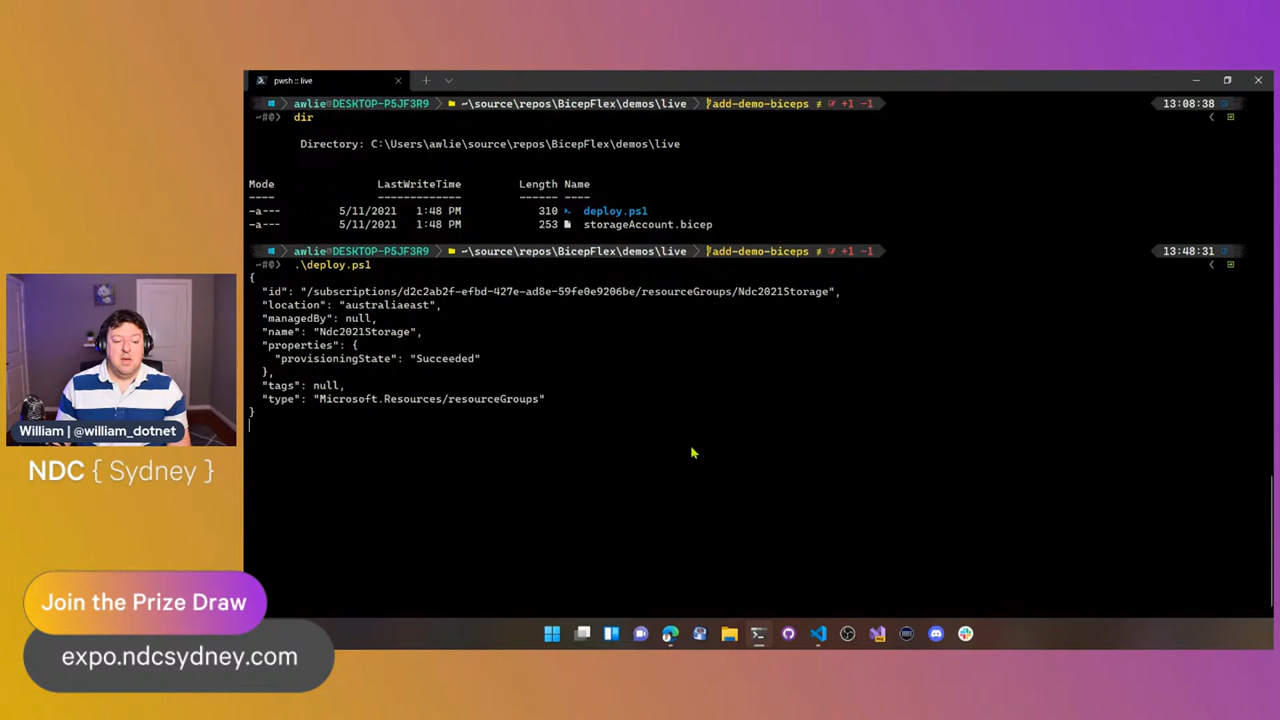 pwsh :: live
awlie@DESKTOP-P5JF3R9 ~\source\repos\BicepFlex\demos\live add-demo-biceps ≢ +1 ~1 13:08:38
~#@❯ dir
Directory: C:\Users\awlie\source\repos\BicepFlex\demos\live
Mode LastWriteTime Length Name
---- ------------- ------ ----
-a--- 5/11/2021 1:48 PM 310 deploy.ps1
-a--- 5/11/2021 1:48 PM 253 storageAccount.bicep
awlie@DESKTOP-P5JF3R9 ~\source\repos\BicepFlex\demos\live add-demo-biceps ≢ +1 ~1 13:48:31
~#@❯ .\deploy.ps1
{
"id": "/subscriptions/d2c2ab2f-efbd-427e-ad8e-59fe0e9206be/resourceGroups/Ndc2021Storage",
"location": "australiaeast",
"managedBy": null,
"name": "Ndc2021Storage",
"properties": {
"provisioningState": "Succeeded"
},
"tags": null,
"type": "Microsoft.Resources/resourceGroups"
}
William | @william_dotnet
NDC { Sydney }
Join the Prize Draw
expo.ndcsydney.com